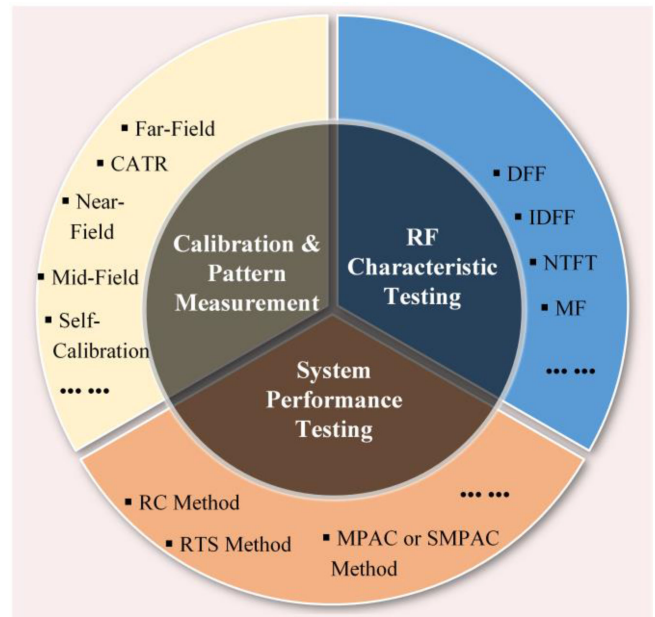 ▪ Far-Field
▪ CATR
▪ Near-
Field
▪ Mid-Field
▪ Self-
Calibration
... ...
Calibration &
Pattern
Measurement
RF
Characteristic
Testing
▪ DFF
▪ IDFF
▪ NTFT
▪ MF
... ...
System
Performance
Testing
▪ RC Method
▪ RTS Method
▪ MPAC or SMPAC
Method
... ...